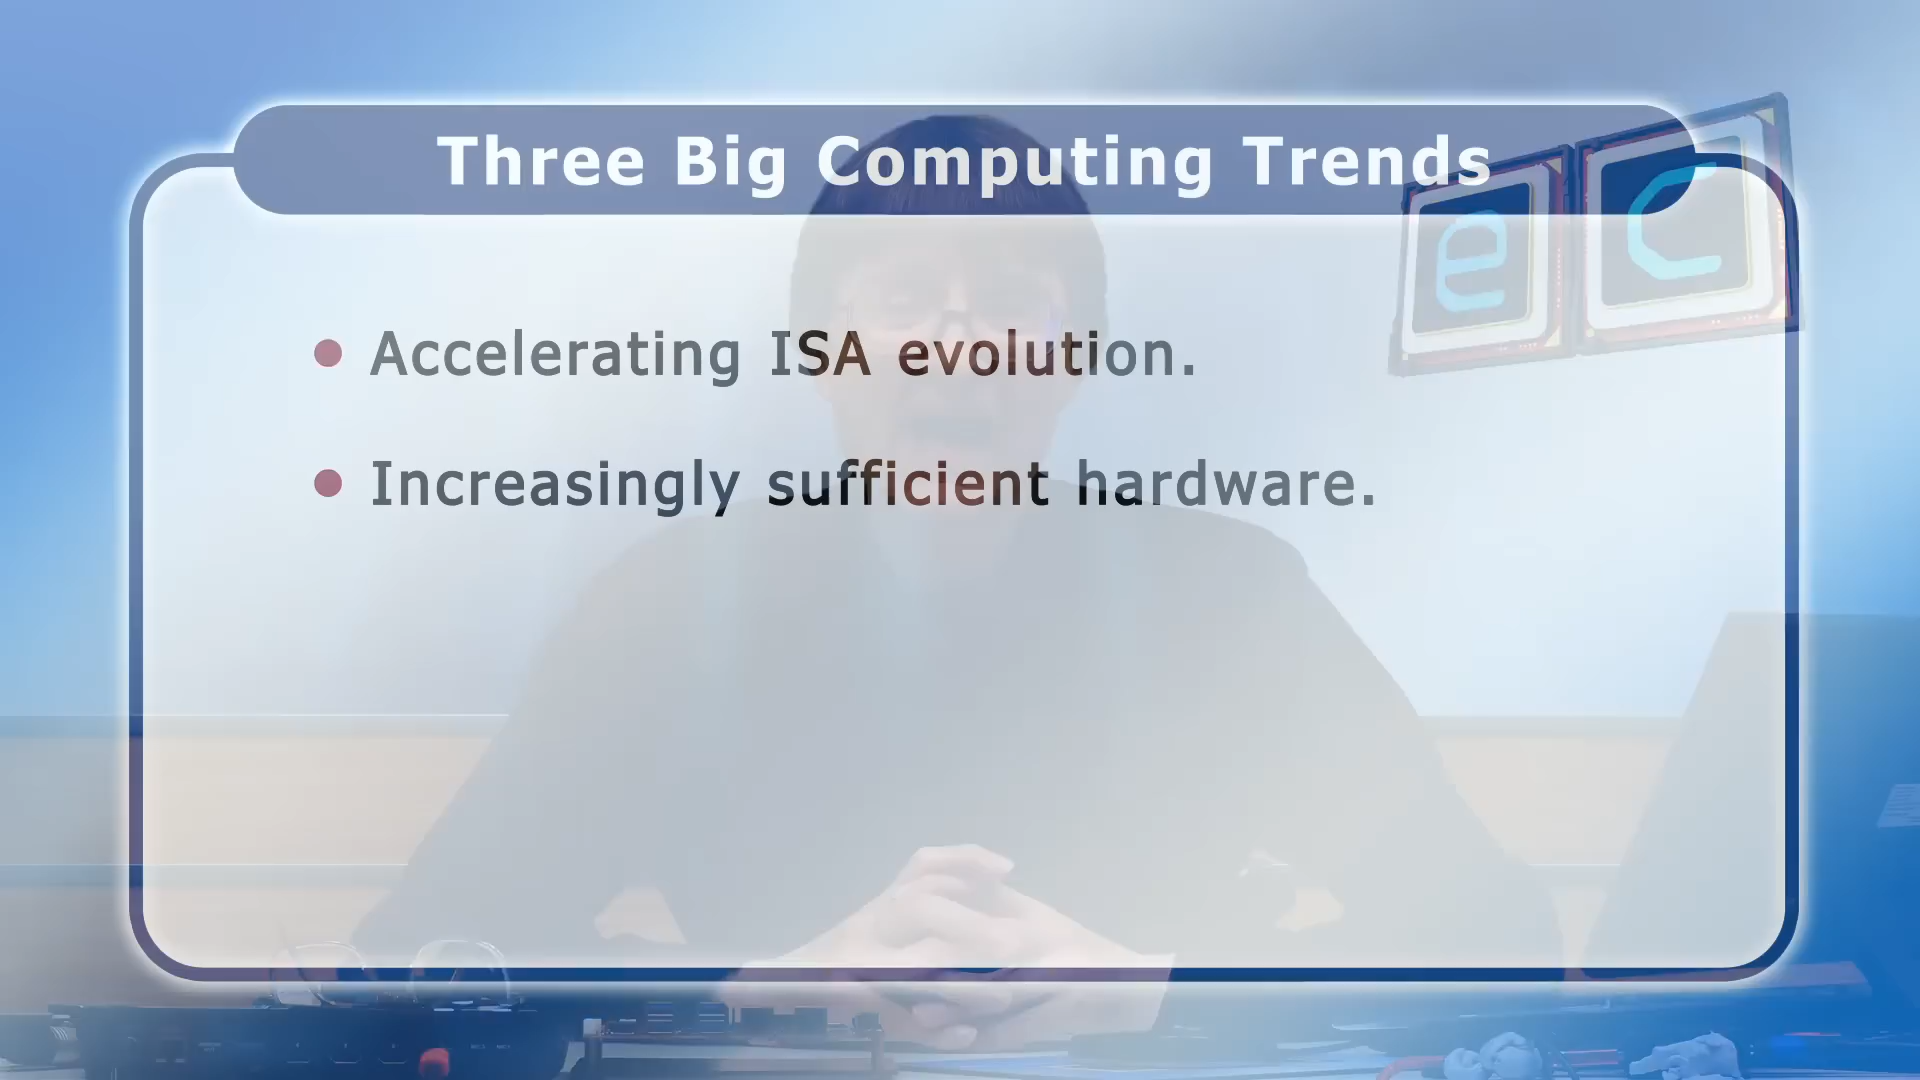 Three Big Computing Trends
e C
Accelerating ISA evolution.
Increasingly sufficient hardware.